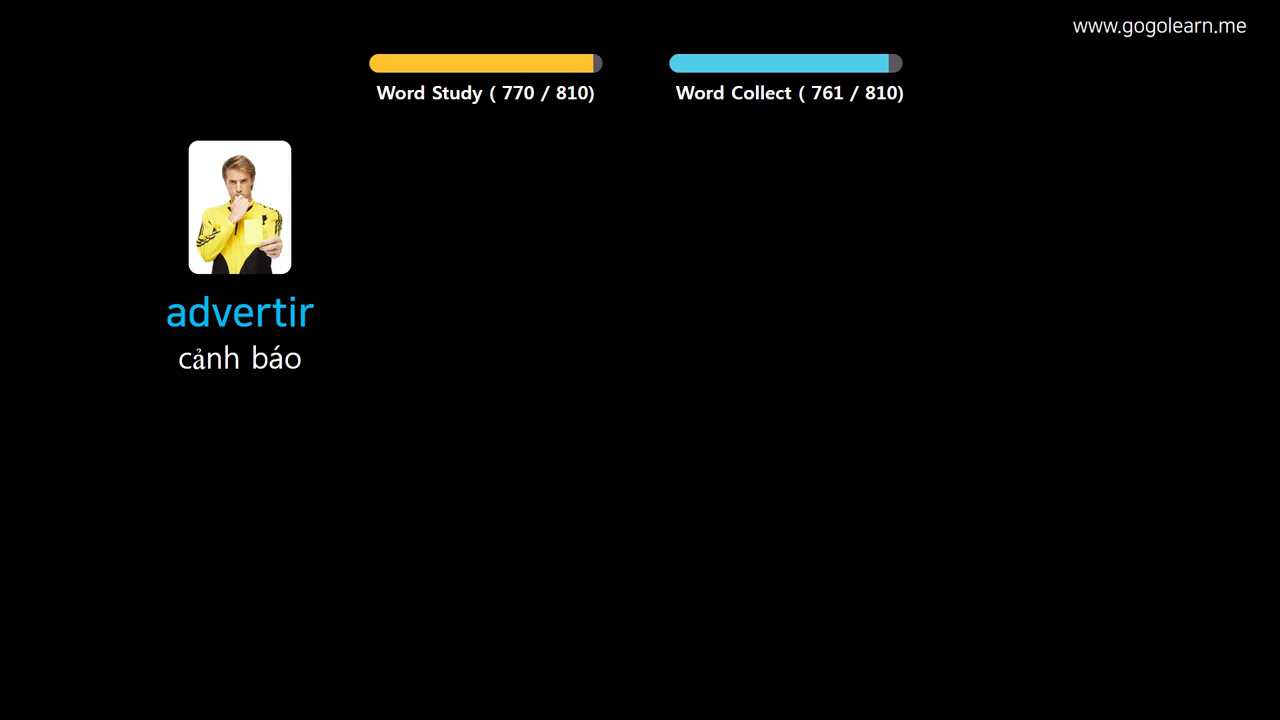 www.gogolearn.me
Word Study ( 770 / 810)
Word Collect ( 761 / 810)
advertir
cảnh báo